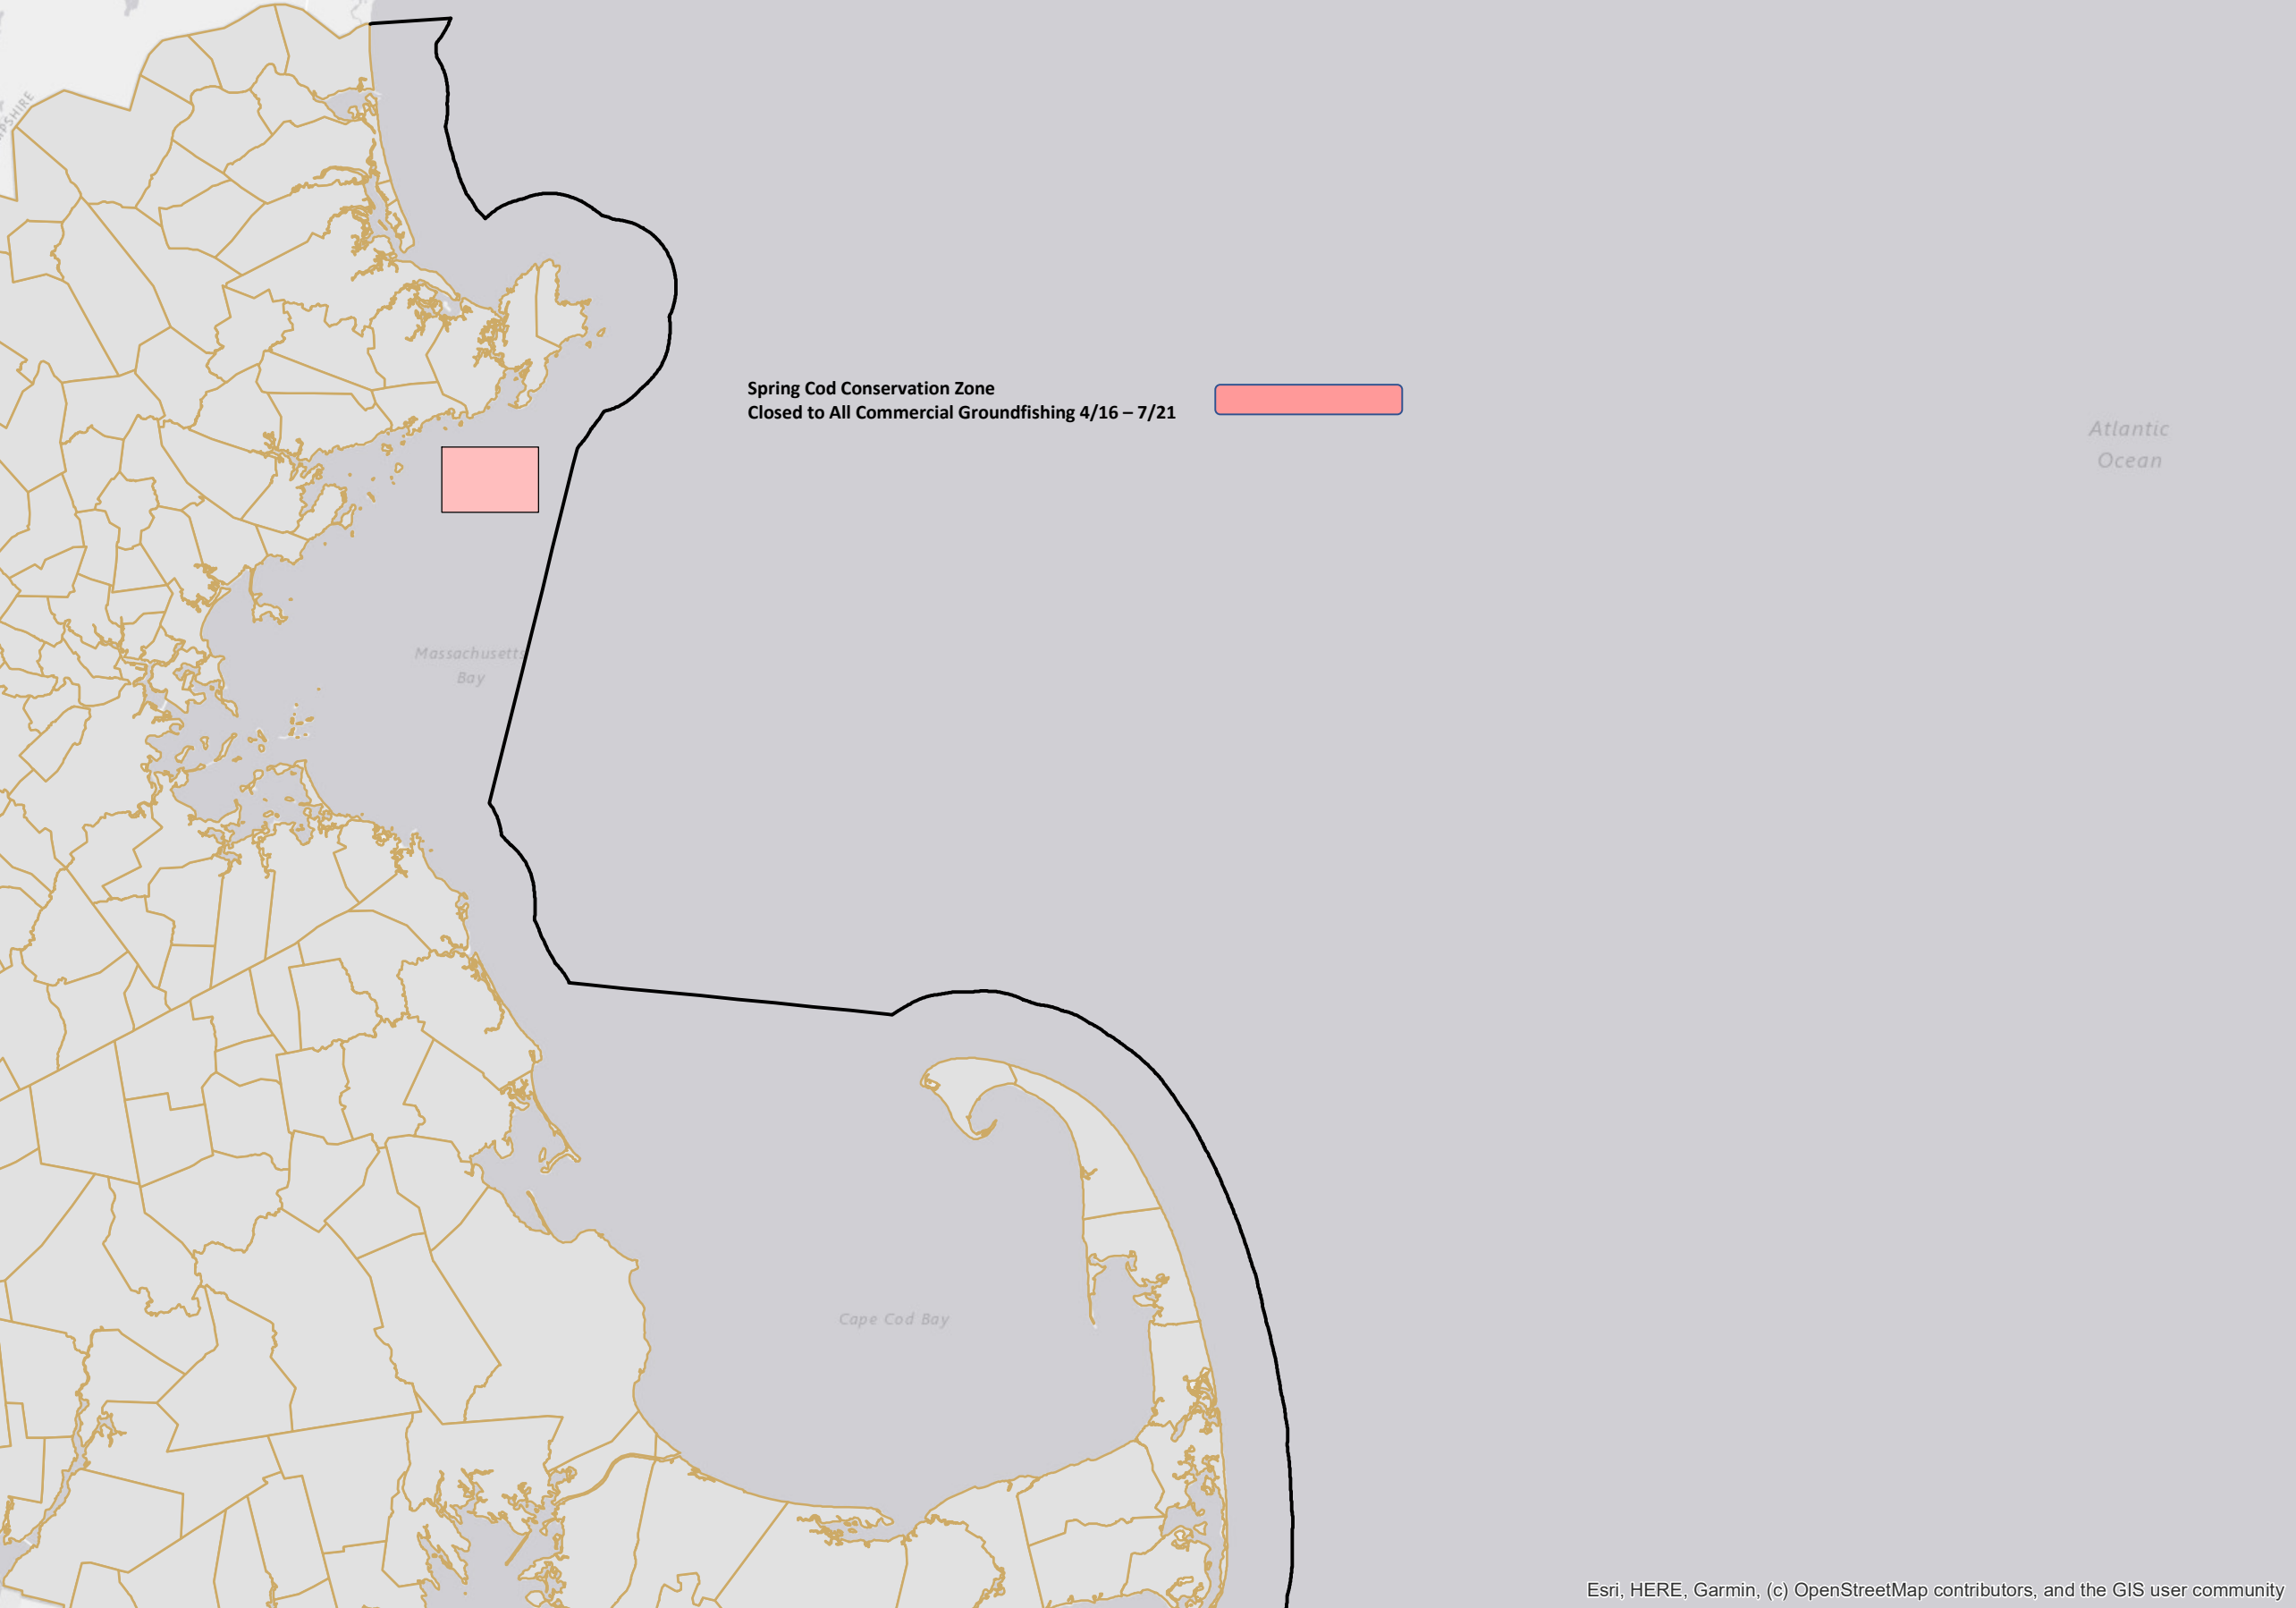 PSHIRE
Spring Cod Conservation Zone
Closed to All Commercial Groundfishing 4/16 – 7/21
Atlantic
Ocean
Massachusetts
Bay
Cape Cod Bay
Esri, HERE, Garmin, (c) OpenStreetMap contributors, and the GIS user community